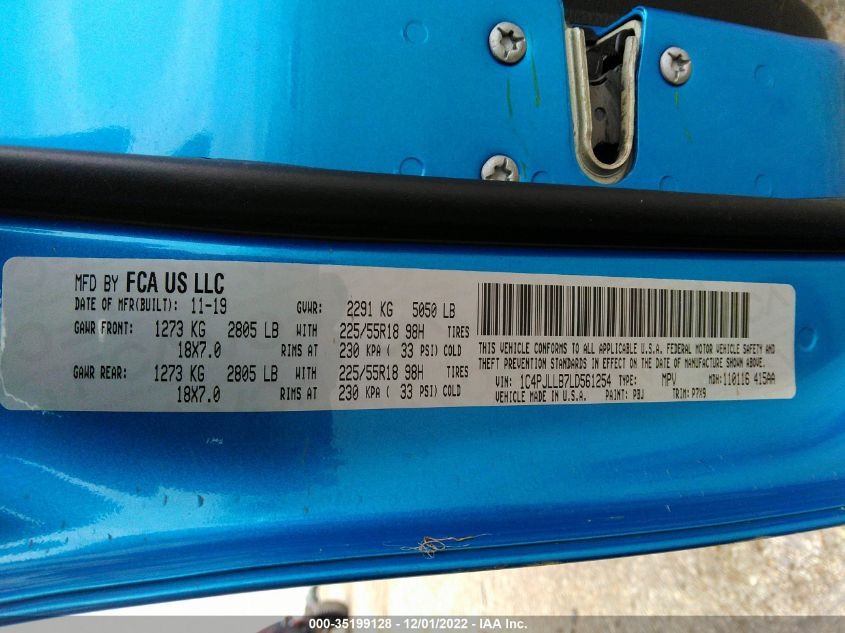 MFD BY FCA US LLC
DATE OF MFR(BUILT): 11-19 GVWR: 2291 KG 5050 LB
GAWR FRONT: 1273 KG 2805 LB WITH 225/55R18 98H TIRES
18X7.0 RIMS AT 230 KPA ( 33 PSI) COLD
GAWR REAR: 1273 KG 2805 LB WITH 225/55R18 98H TIRES
18X7.0 RIMS AT 230 KPA ( 33 PSI) COLD
THIS VEHICLE CONFORMS TO ALL APPLICABLE U.S.A. FEDERAL MOTOR VEHICLE SAFETY AND
THEFT PREVENTION STANDARDS IN EFFECT ON THE DATE OF MANUFACTURE SHOWN ABOVE.
VIN: 1C4PJLLB7LD561254 TYPE: MPV MDH: 110116 415AA
VEHICLE MADE IN U.S.A. PAINT: PBJ TRIM: P7X9
000-35199128 - 12/01/2022 - IAA Inc.